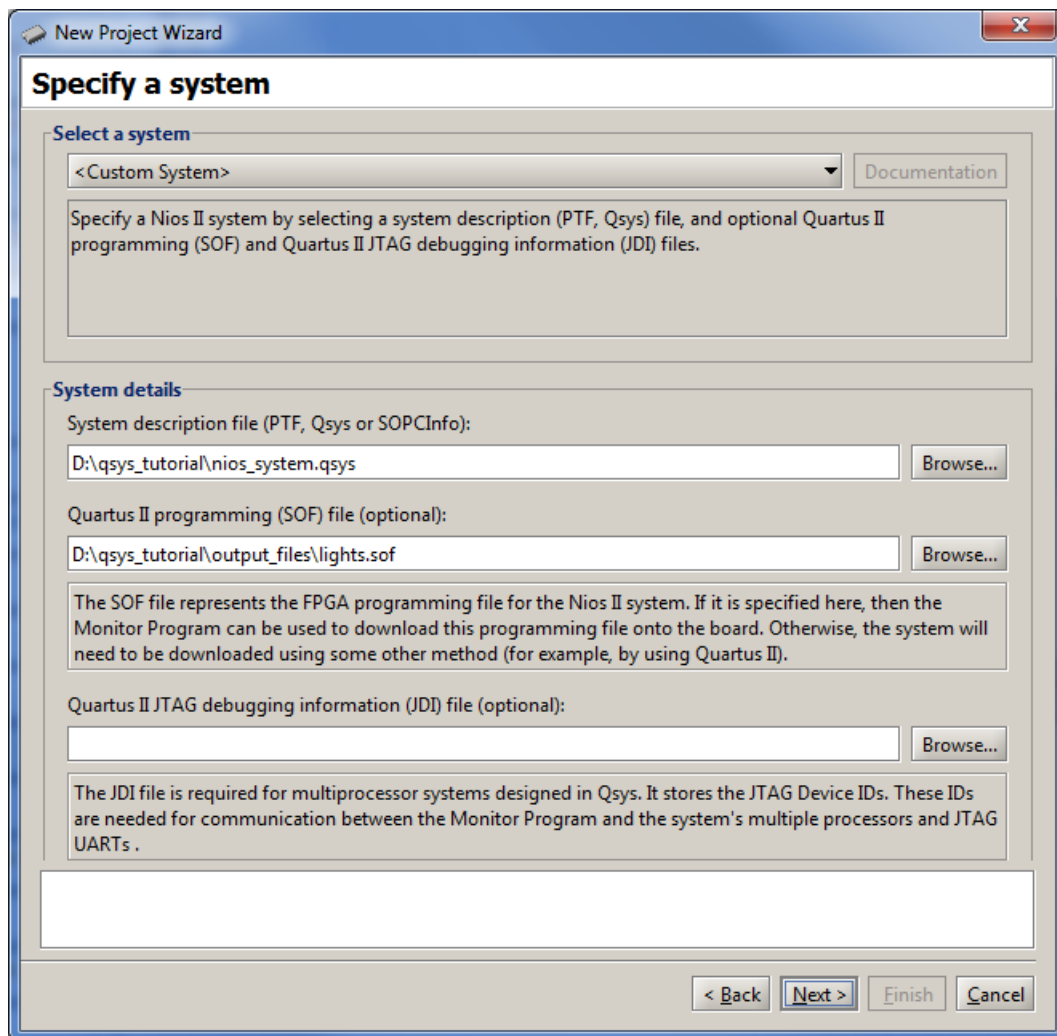 New Project Wizard
Specify a system
Select a system
<Custom System>
Documentation
Specify a Nios II system by selecting a system description (PTF, Qsys) file, and optional Quartus II
programming (SOF) and Quartus II JTAG debugging information (JDI) files.
System details
System description file (PTF, Qsys or SOPCInfo):
D:\qsys_tutorial\nios_system.qsys
Browse...
Quartus II programming (SOF) file (optional):
D:\qsys_tutorial\output_files\lights.sof
Browse...
The SOF file represents the FPGA programming file for the Nios II system. If it is specified here, then the
Monitor Program can be used to download this programming file onto the board. Otherwise, the system will
need to be downloaded using some other method (for example, by using Quartus II).
Quartus II JTAG debugging information (JDI) file (optional):
Browse...
The JDI file is required for multiprocessor systems designed in Qsys. It stores the JTAG Device IDs. These IDs
are needed for communication between the Monitor Program and the system's multiple processors and JTAG
UARTs .
< Back
Next >
Finish
Cancel